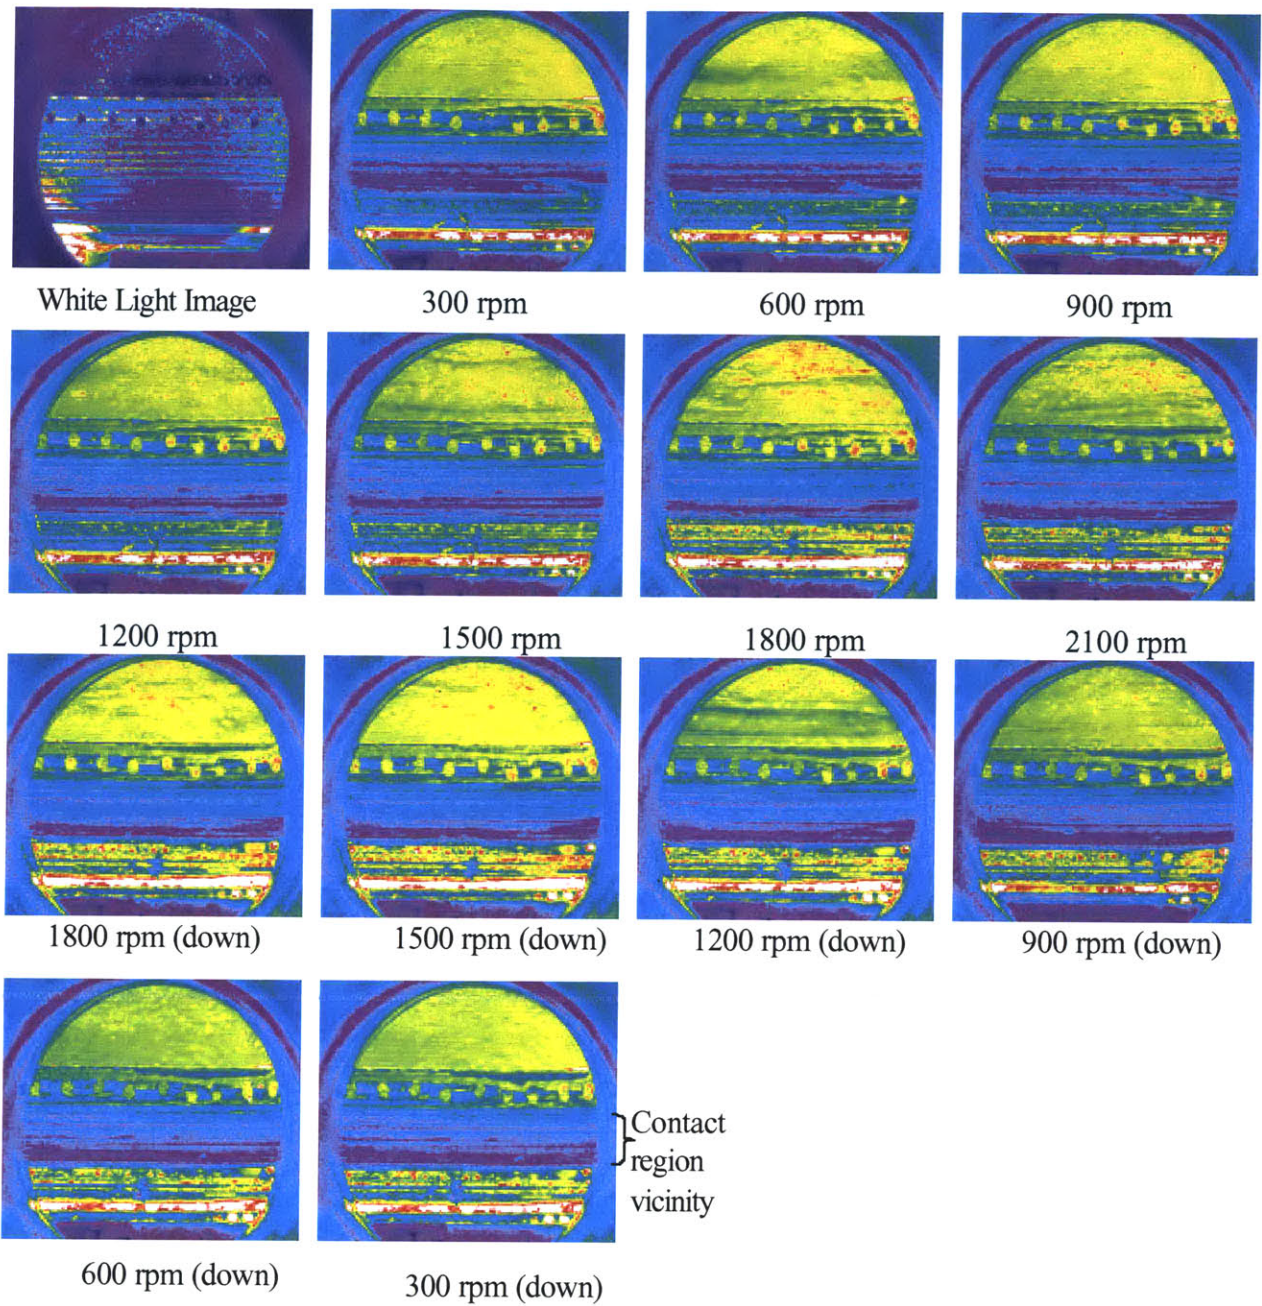 White Light Image
300 rpm
600 rpm
900 rpm
1200 rpm
1500 rpm
1800 rpm
2100 rpm
1800 rpm (down)
1500 rpm (down)
1200 rpm (down)
900 rpm (down)
Contact
region
vicinity
600 rpm (down)
300 rpm (down)